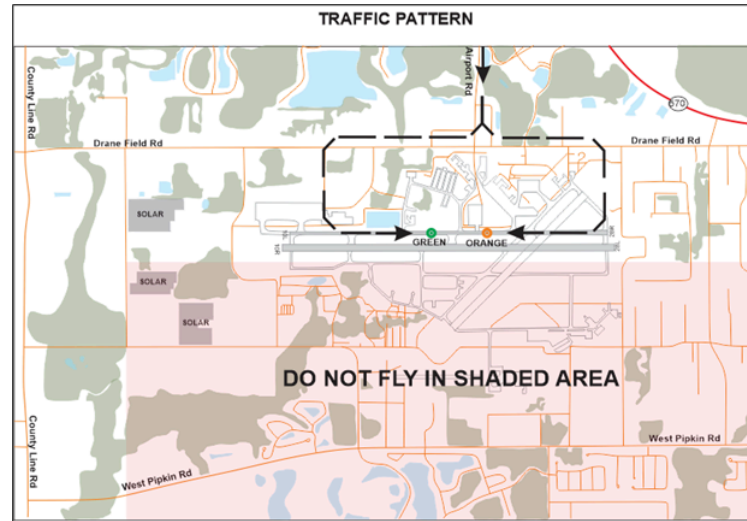 TRAFFIC PATTERN
County Line Rd
Airport Rd
570
Drane Field Rd
Drane Field Rd
SOLAR
GREEN
ORANGE
SOLAR
SOLAR
DO NOT FLY IN SHADED AREA
County Line Rd
West Pipkin Rd
West Pipkin Rd